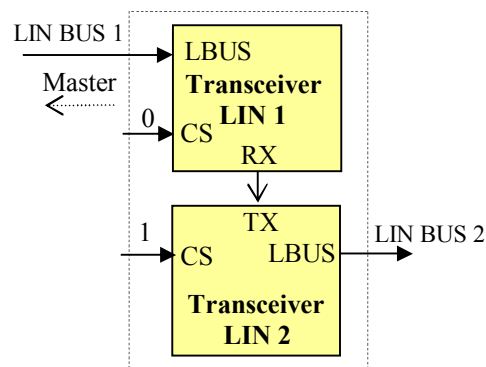 LIN BUS 1
LBUS
Master
Transceiver
LIN 1
0
CS
RX
TX
1
LIN BUS 2
CS
LBUS
Transceiver
LIN 2